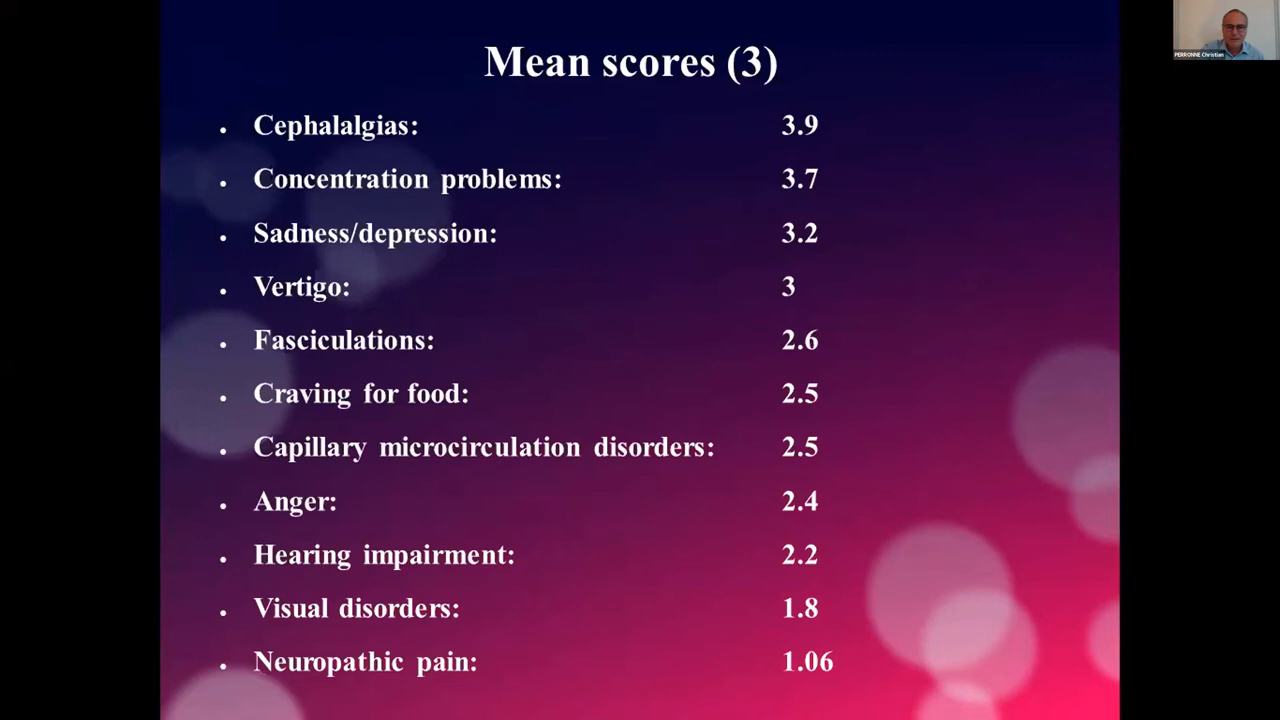 Mean scores (3)
• Cephalalgias: 3.9
• Concentration problems: 3.7
• Sadness/depression: 3.2
• Vertigo: 3
• Fasciculations: 2.6
• Craving for food: 2.5
• Capillary microcirculation disorders: 2.5
• Anger: 2.4
• Hearing impairment: 2.2
• Visual disorders: 1.8
• Neuropathic pain: 1.06
PERRONNE Christian